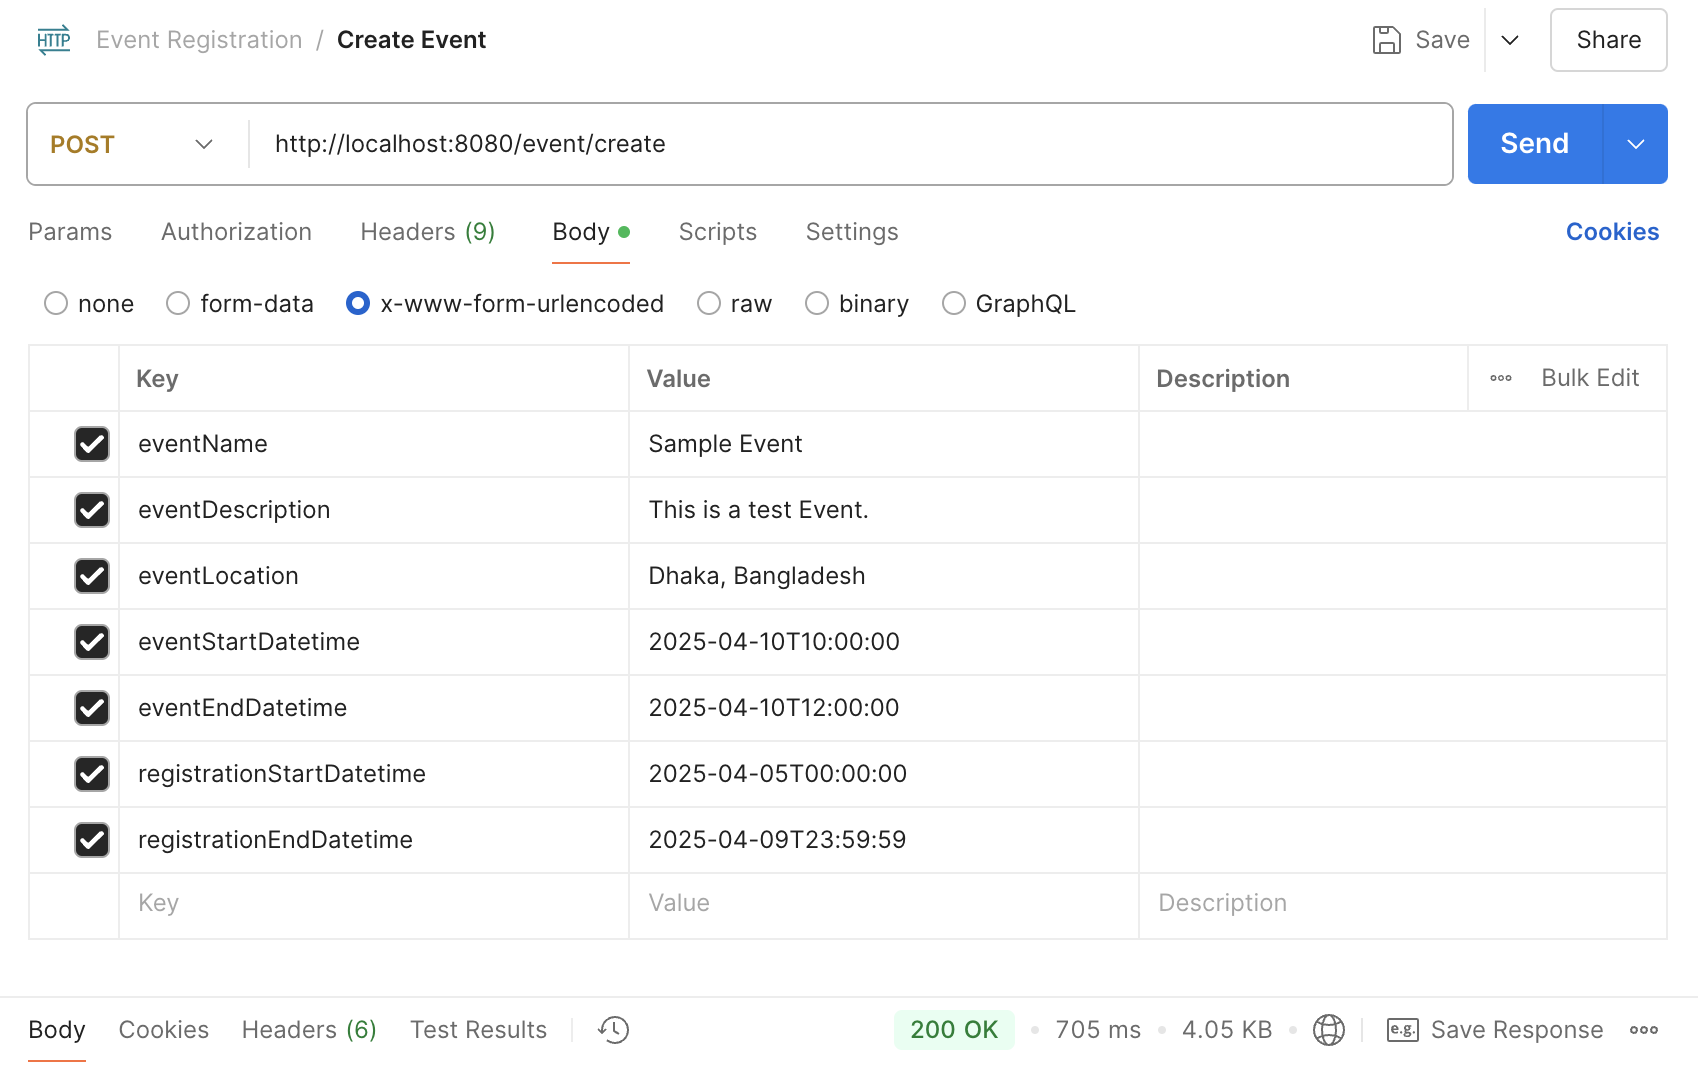 HTTP Event Registration / Create Event Save Share
POST http://localhost:8080/event/create Send
Params Authorization Headers (9) Body Scripts Settings Cookies
none form-data x-www-form-urlencoded raw binary GraphQL
Key Value Description Bulk Edit
eventName Sample Event
eventDescription This is a test Event.
eventLocation Dhaka, Bangladesh
eventStartDatetime 2025-04-10T10:00:00
eventEndDatetime 2025-04-10T12:00:00
registrationStartDatetime 2025-04-05T00:00:00
registrationEndDatetime 2025-04-09T23:59:59
Key Value Description
Body Cookies Headers (6) Test Results 200 OK 705 ms 4.05 KB e.g. Save Response